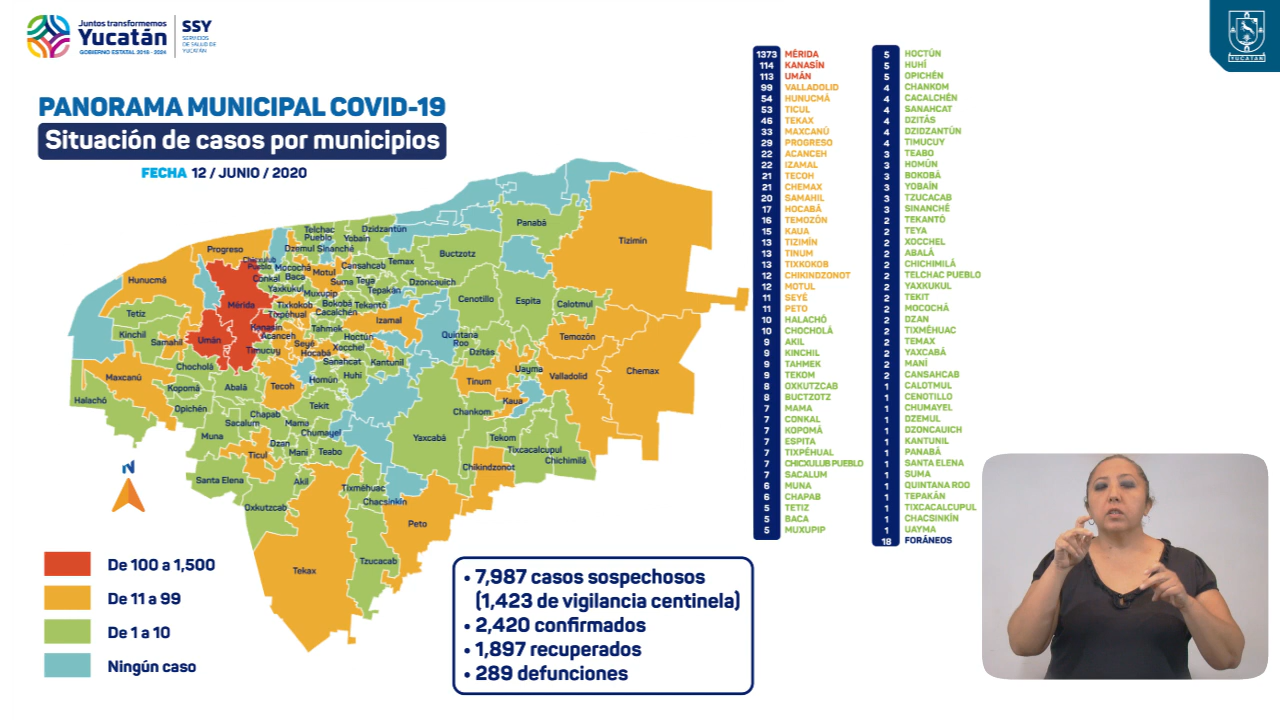 Juntos transformemos
Yucatán
GOBIERNO ESTATAL 2018 - 2024
SSY
SERVICIOS
DE SALUD DE
YUCATÁN
YUCATÁN
PANORAMA MUNICIPAL COVID-19
Situación de casos por municipios
FECHA 12 / JUNIO / 2020
1373 MÉRIDA
114 KANASÍN
113 UMÁN
99 VALLADOLID
54 HUNUCMÁ
53 TICUL
46 TEKAX
33 MAXCANÚ
29 PROGRESO
22 ACANCEH
22 IZAMAL
21 TECOH
21 CHEMAX
20 SAMAHIL
17 HOCABÁ
16 TEMOZÓN
15 KAUA
13 TIZIMÍN
13 TINUM
13 TIXKOKOB
12 CHIKINDZONOT
12 MOTUL
11 SEYÉ
11 PETO
10 HALACHÓ
10 CHOCHOLÁ
9 AKIL
9 KINCHIL
9 TAHMEK
9 TEKOM
8 OXKUTZCAB
8 BUCTZOTZ
7 MAMA
7 CONKAL
7 KOPOMÁ
7 ESPITA
7 TIXPÉHUAL
7 CHICXULUB PUEBLO
7 SACALUM
6 MUNA
6 CHAPAB
5 TETIZ
5 BACA
5 MUXUPIP
5 HOCTÚN
5 HUHÍ
5 OPICHÉN
4 CHANKOM
4 CACALCHÉN
4 SANAHCAT
4 DZITÁS
4 DZIDZANTÚN
4 TIMUCUY
3 TEABO
3 HOMÚN
3 BOKOBÁ
3 YOBAÍN
3 TZUCACAB
3 SINANCHÉ
2 TEKANTÓ
2 TEYA
2 XOCCHEL
2 ABALÁ
2 CHICHIMILÁ
2 TELCHAC PUEBLO
2 YAXKUKUL
2 TEKIT
2 MOCOCHÁ
2 DZAN
2 TIXMÉHUAC
2 TEMAX
2 YAXCABÁ
2 MANÍ
2 CANSAHCAB
1 CALOTMUL
1 CENOTILLO
1 CHUMAYEL
1 DZEMUL
1 DZONCAUICH
1 KANTUNIL
1 PANABÁ
1 SANTA ELENA
1 SUMA
1 QUINTANA ROO
1 TEPAKÁN
1 TIXCACALCUPUL
1 CHACSINKÍN
1 UAYMA
18 FORÁNEOS
Telchac
Pueblo
Dzidzantún
Yobaín
Panabá
Progreso
Dzemul Sinanché
Tizimín
Chicxulub
Pueblo
Mocochá
Motul
Cansahcab
Temax
Buctzotz
Hunucmá
Conkal
Baca
Suma
Teya
Dzoncauich
Yaxkukul
Muxupip
Tepakán
Mérida
Tixkokob
Bokobá
Tekantó
Cenotillo
Espita
Calotmul
Tetiz
Tixpéhual
Cacalchén
Izamal
Kinchil
Samahil
Umán
Kanasín
Acanceh
Tahmek
Hoctún
Quintana
Roo
Temozón
Timucuy
Seyé
Hocabá
Xocchel
Sanahcat
Kantunil
Dzitás
Chocholá
Maxcanú
Kopomá
Abalá
Tecoh
Homún
Huhí
Uayma
Tinum
Valladolid
Chemax
Halachó
Opichén
Tekit
Kaua
Chapab
Sacalum
Mama
Chankom
Muna
Chumayel
Dzan
Yaxcabá
Tekom
Ticul
Mani
Teabo
Tixcacalcupul
Chichimilá
Chikindzonot
Santa Elena
Akil
Tixméhuac
Chacsinkín
Oxkutzcab
Peto
Tekax
Tzucacab
N
De 100 a 1,500
De 11 a 99
De 1 a 10
Ningún caso
• 7,987 casos sospechosos
(1,423 de vigilancia centinela)
• 2,420 confirmados
• 1,897 recuperados
• 289 defunciones